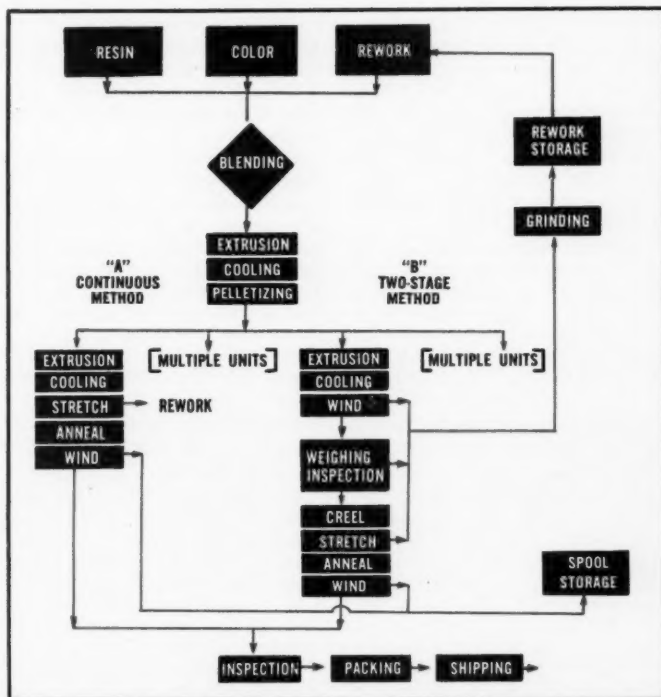 RESIN
COLOR
REWORK
REWORK
STORAGE
BLENDING
GRINDING
EXTRUSION
COOLING
PELLETIZING
"A"
CONTINUOUS
METHOD
"B"
TWO-STAGE
METHOD
EXTRUSION
COOLING
STRETCH
ANNEAL
WIND
REWORK
[MULTIPLE UNITS]
EXTRUSION
COOLING
WIND
WEIGHING
INSPECTION
CREEL
STRETCH
ANNEAL
WIND
[MULTIPLE UNITS]
SPOOL
STORAGE
INSPECTION
PACKING
SHIPPING